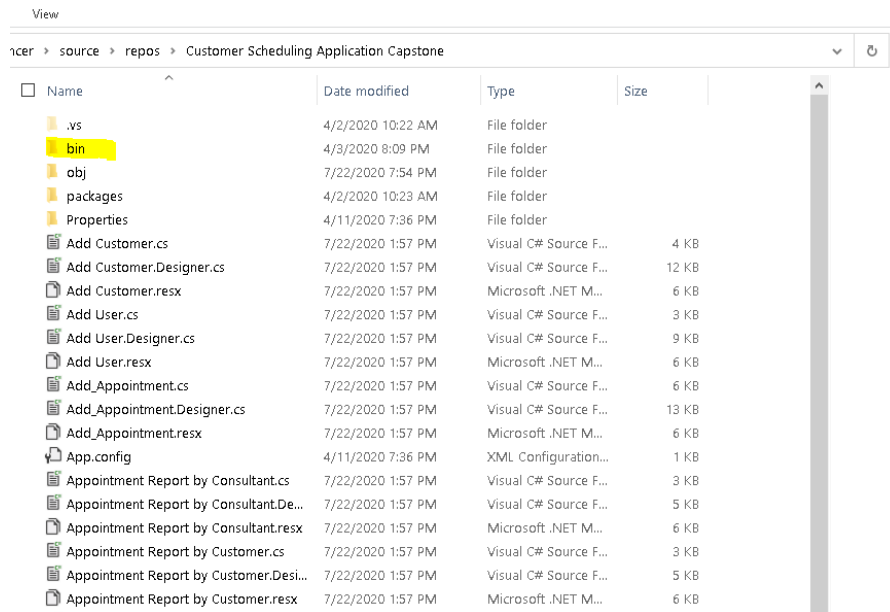 View
ncer › source › repos › Customer Scheduling Application Capstone
Name Date modified Type Size
.vs 4/2/2020 10:22 AM File folder
bin 4/3/2020 8:09 PM File folder
obj 7/22/2020 7:54 PM File folder
packages 4/2/2020 10:23 AM File folder
Properties 4/11/2020 7:36 PM File folder
Add Customer.cs 7/22/2020 1:57 PM Visual C# Source F... 4 KB
Add Customer.Designer.cs 7/22/2020 1:57 PM Visual C# Source F... 12 KB
Add Customer.resx 7/22/2020 1:57 PM Microsoft .NET M... 6 KB
Add User.cs 7/22/2020 1:57 PM Visual C# Source F... 3 KB
Add User.Designer.cs 7/22/2020 1:57 PM Visual C# Source F... 9 KB
Add User.resx 7/22/2020 1:57 PM Microsoft .NET M... 6 KB
Add_Appointment.cs 7/22/2020 1:57 PM Visual C# Source F... 6 KB
Add_Appointment.Designer.cs 7/22/2020 1:57 PM Visual C# Source F... 13 KB
Add_Appointment.resx 7/22/2020 1:57 PM Microsoft .NET M... 6 KB
App.config 4/11/2020 7:36 PM XML Configuration... 1 KB
Appointment Report by Consultant.cs 7/22/2020 1:57 PM Visual C# Source F... 3 KB
Appointment Report by Consultant.De... 7/22/2020 1:57 PM Visual C# Source F... 5 KB
Appointment Report by Consultant.resx 7/22/2020 1:57 PM Microsoft .NET M... 6 KB
Appointment Report by Customer.cs 7/22/2020 1:57 PM Visual C# Source F... 3 KB
Appointment Report by Customer.Desi... 7/22/2020 1:57 PM Visual C# Source F... 5 KB
Appointment Report by Customer.resx 7/22/2020 1:57 PM Microsoft .NET M... 6 KB